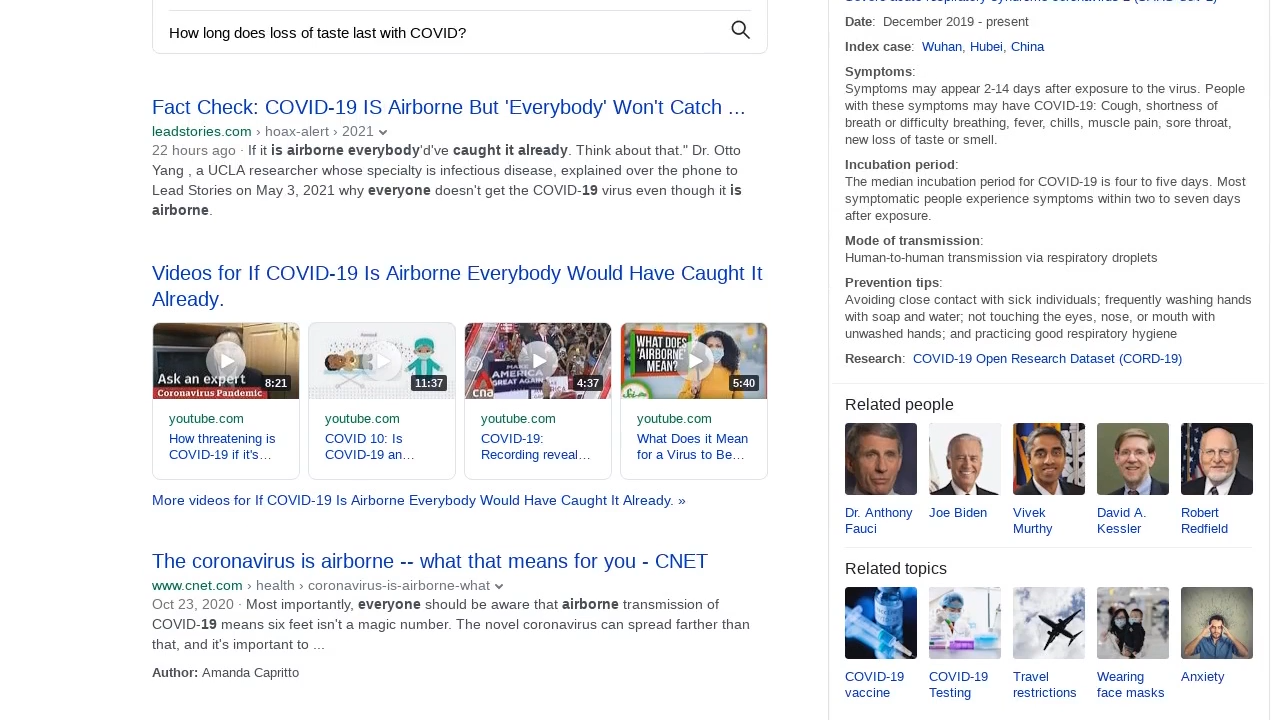 How long does loss of taste last with COVID?
Fact Check: COVID-19 IS Airborne But 'Everybody' Won't Catch ...
leadstories.com › hoax-alert › 2021
22 hours ago · If it is airborne everybody'd've caught it already. Think about that." Dr. Otto
Yang , a UCLA researcher whose specialty is infectious disease, explained over the phone to
Lead Stories on May 3, 2021 why everyone doesn't get the COVID-19 virus even though it is
airborne.
Videos for If COVID-19 Is Airborne Everybody Would Have Caught It
Already.
Ask an expert
8:21
Coronavirus Pandemic
11:37
MAKE
AMERICA
GREAT AGAIN
4:37
cna
WHAT DOES
'AIRBORNE'
MEAN?
5:40
youtube.com
How threatening is
COVID-19 if it's...
youtube.com
COVID 10: Is
COVID-19 an...
youtube.com
COVID-19:
Recording reveal...
youtube.com
What Does it Mean
for a Virus to Be...
More videos for If COVID-19 Is Airborne Everybody Would Have Caught It Already. »
The coronavirus is airborne -- what that means for you - CNET
www.cnet.com › health › coronavirus-is-airborne-what
Oct 23, 2020 · Most importantly, everyone should be aware that airborne transmission of
COVID-19 means six feet isn't a magic number. The novel coronavirus can spread farther than
that, and it's important to ...
Author: Amanda Capritto
Date: December 2019 - present
Index case: Wuhan, Hubei, China
Symptoms:
Symptoms may appear 2-14 days after exposure to the virus. People
with these symptoms may have COVID-19: Cough, shortness of
breath or difficulty breathing, fever, chills, muscle pain, sore throat,
new loss of taste or smell.
Incubation period:
The median incubation period for COVID-19 is four to five days. Most
symptomatic people experience symptoms within two to seven days
after exposure.
Mode of transmission:
Human-to-human transmission via respiratory droplets
Prevention tips:
Avoiding close contact with sick individuals; frequently washing hands
with soap and water; not touching the eyes, nose, or mouth with
unwashed hands; and practicing good respiratory hygiene
Research: COVID-19 Open Research Dataset (CORD-19)
Related people
Dr. Anthony
Fauci
Joe Biden
Vivek
Murthy
David A.
Kessler
Robert
Redfield
Related topics
COVID-19
vaccine
COVID-19
Testing
Travel
restrictions
Wearing
face masks
Anxiety